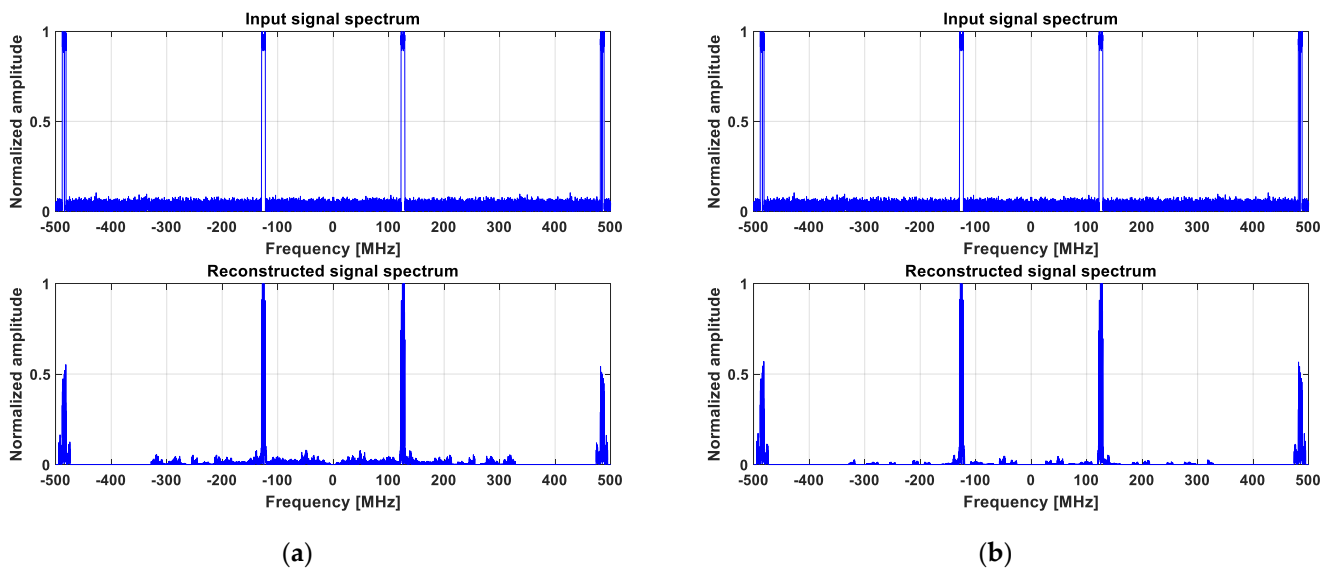 Input signal spectrum
Normalized amplitude
1
0.5
0
-500 -400 -300 -200 -100 0 100 200 300 400 500
Frequency [MHz]
Reconstructed signal spectrum
Normalized amplitude
1
0.5
0
-500 -400 -300 -200 -100 0 100 200 300 400 500
Frequency [MHz]
(a)
Input signal spectrum
Normalized amplitude
1
0.5
0
-500 -400 -300 -200 -100 0 100 200 300 400 500
Frequency [MHz]
Reconstructed signal spectrum
Normalized amplitude
1
0.5
0
-500 -400 -300 -200 -100 0 100 200 300 400 500
Frequency [MHz]
(b)